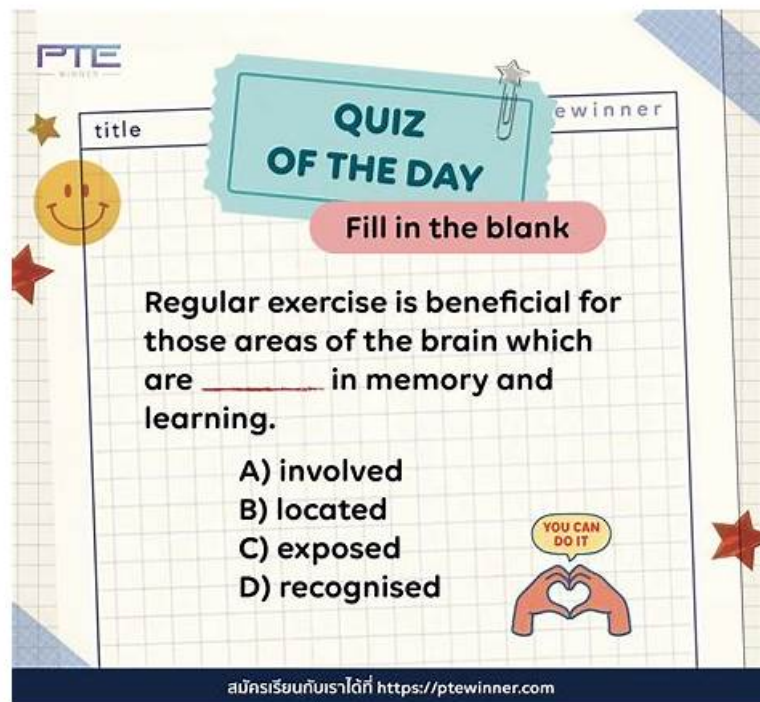 PTE
WINNER
title
ewinner
QUIZ
OF THE DAY
Fill in the blank
Regular exercise is beneficial for
those areas of the brain which
are ________ in memory and
learning.
A) involved
B) located
C) exposed
D) recognised
YOU CAN
DO IT
สมัครเรียนกับเราได้ที่ https://ptewinner.com